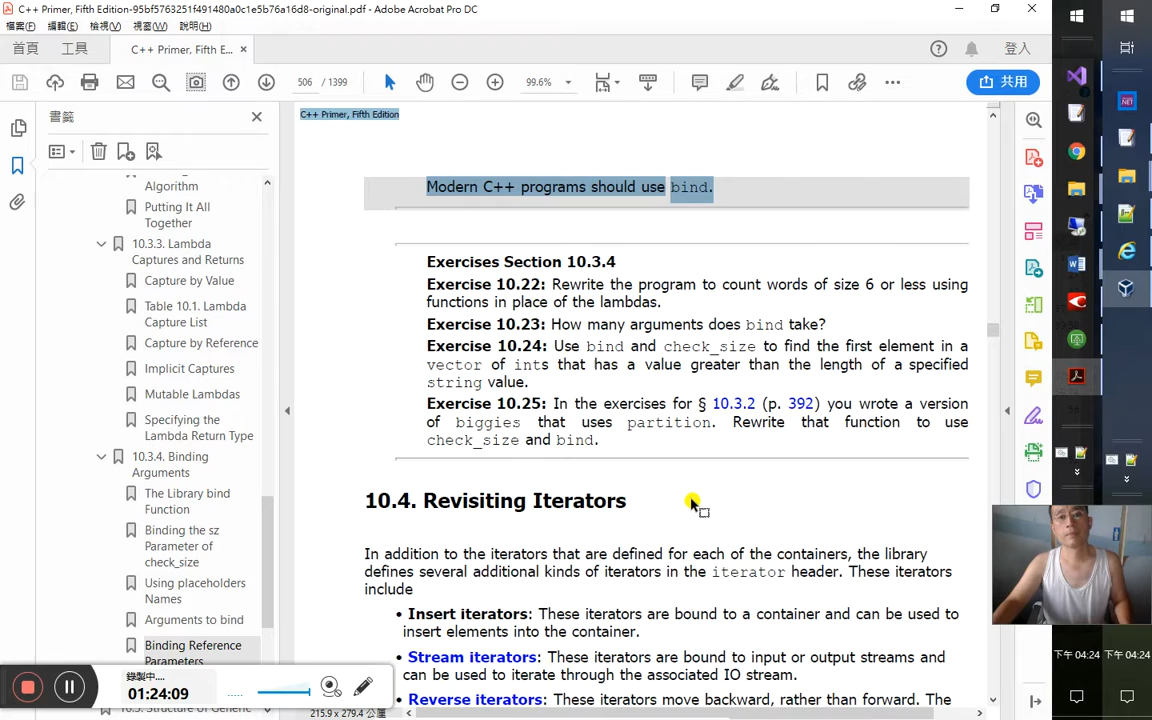 C++ Primer, Fifth Edition-95bf5763251f491480a0c1e5b76a16d8-original.pdf - Adobe Acrobat Pro DC
檔案(F) 編輯(E) 檢視(V) 視窗(W) 說明(H)
首頁 工具 C++ Primer, Fifth E... ×
登入
506 / 1399 99.6% 共用
書籤
Algorithm
Putting It All
Together
10.3.3. Lambda
Captures and Returns
Capture by Value
Table 10.1. Lambda
Capture List
Capture by Reference
Implicit Captures
Mutable Lambdas
Specifying the
Lambda Return Type
10.3.4. Binding
Arguments
The Library bind
Function
Binding the sz
Parameter of
check_size
Using placeholders
Names
Arguments to bind
Binding Reference
Parameters
C++ Primer, Fifth Edition
Modern C++ programs should use bind.
Exercises Section 10.3.4
Exercise 10.22: Rewrite the program to count words of size 6 or less using
functions in place of the lambdas.
Exercise 10.23: How many arguments does bind take?
Exercise 10.24: Use bind and check_size to find the first element in a
vector of ints that has a value greater than the length of a specified
string value.
Exercise 10.25: In the exercises for § 10.3.2 (p. 392) you wrote a version
of biggies that uses partition. Rewrite that function to use
check_size and bind.
10.4. Revisiting Iterators
In addition to the iterators that are defined for each of the containers, the library
defines several additional kinds of iterators in the iterator header. These iterators
include
• Insert iterators: These iterators are bound to a container and can be used to
insert elements into the container.
• Stream iterators: These iterators are bound to input or output streams and
can be used to iterate through the associated IO stream.
• Reverse iterators: These iterators move backward, rather than forward. The
錄製中....
01:24:09
215.9 x 279.4 公厘
下午 04:24 下午 04:24